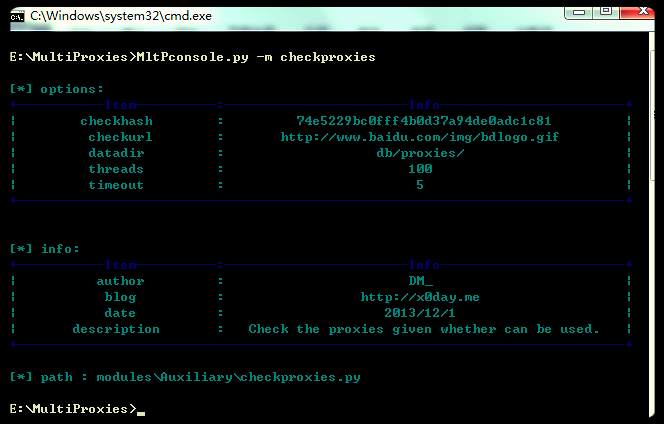 C:\Windows\system32\cmd.exe
E:\MultiProxies>MltPconsole.py -m checkproxies
[*] options:
+-----------Item-----------:-----------------------Info-----------------------+
| checkhash : 74e5229bc0fff4b0d37a94de0adc1c81 |
| checkurl : http://www.baidu.com/img/bdlogo.gif |
| datadir : db/proxies/ |
| threads : 100 |
| timeout : 5 |
[*] info:
+-----------Item-----------:-----------------------Info-----------------------+
| author : DM_ |
| blog : http://x0day.me |
| date : 2013/12/1 |
| description : Check the proxies given whether can be used. |
[*] path : modules\Auxiliary\checkproxies.py
E:\MultiProxies>_